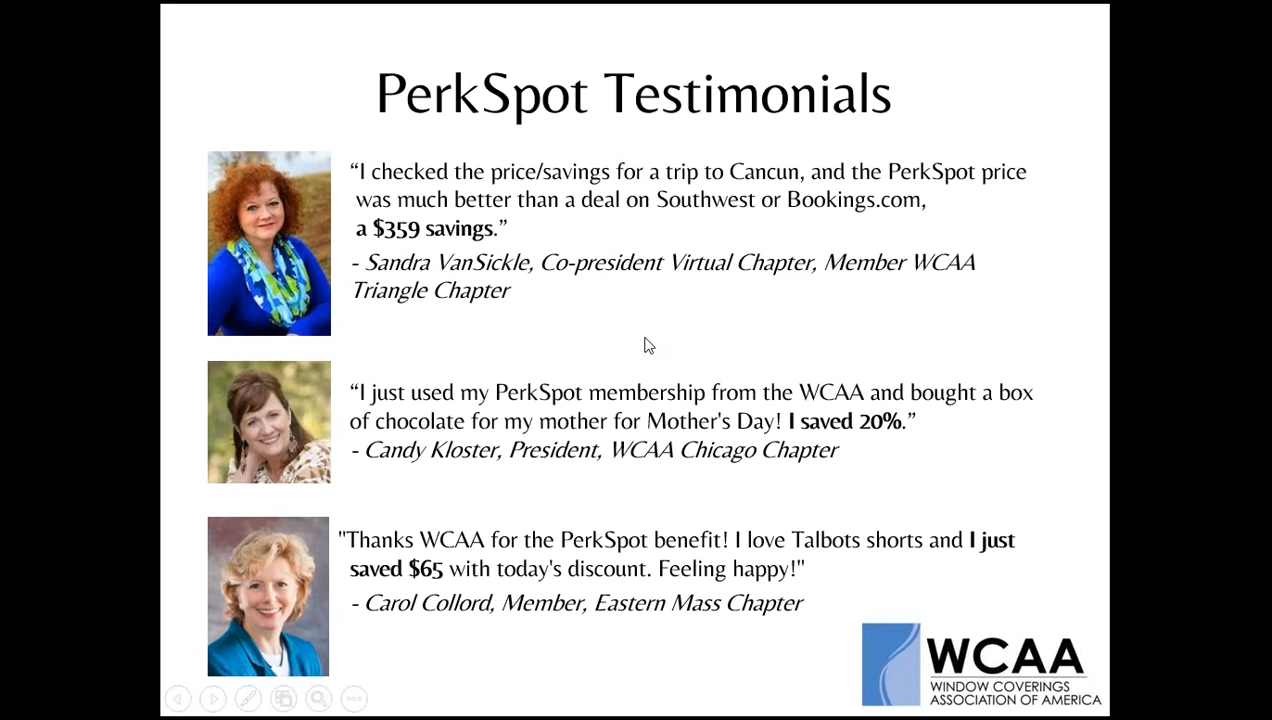 PerkSpot Testimonials
“I checked the price/savings for a trip to Cancun, and the PerkSpot price
was much better than a deal on Southwest or Bookings.com,
a $359 savings.”
- Sandra VanSickle, Co-president Virtual Chapter, Member WCAA
Triangle Chapter
“I just used my PerkSpot membership from the WCAA and bought a box
of chocolate for my mother for Mother's Day! I saved 20%.”
- Candy Kloster, President, WCAA Chicago Chapter
"Thanks WCAA for the PerkSpot benefit! I love Talbots shorts and I just
saved $65 with today's discount. Feeling happy!"
- Carol Collord, Member, Eastern Mass Chapter
WCAA
WINDOW COVERINGS
ASSOCIATION OF AMERICA